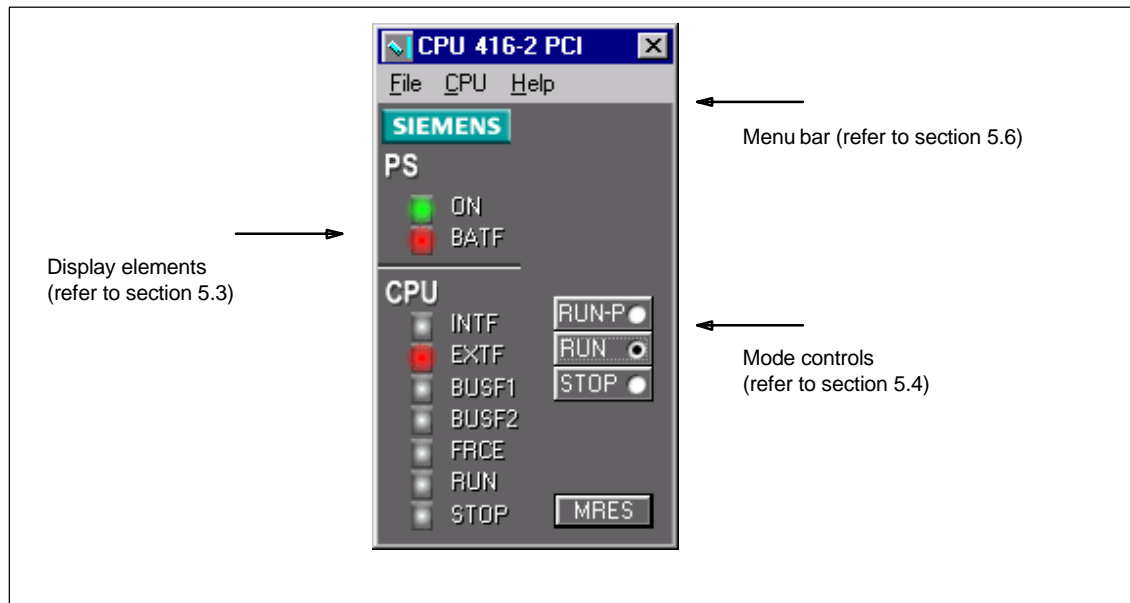 CPU 416-2 PCI
File CPU Help
SIEMENS
PS
ON
BATF
CPU
INTF
EXTF
BUSF1
BUSF2
FRCE
RUN
STOP
RUN-P
RUN
STOP
MRES
Menu bar (refer to section 5.6)
Display elements
(refer to section 5.3)
Mode controls
(refer to section 5.4)